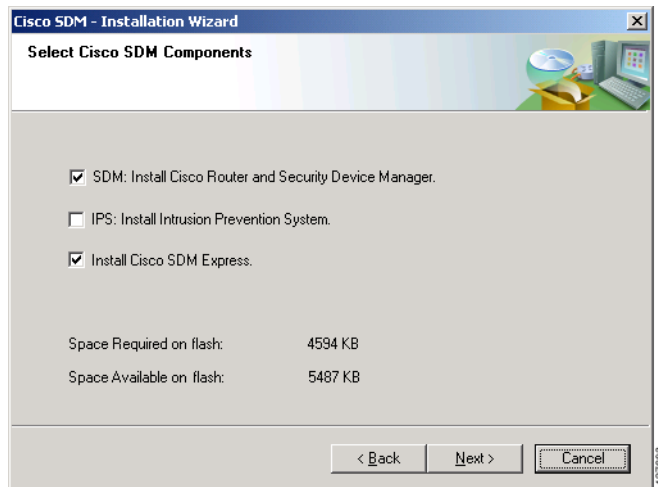 Cisco SDM - Installation Wizard
Select Cisco SDM Components
SDM: Install Cisco Router and Security Device Manager.
IPS: Install Intrusion Prevention System.
Install Cisco SDM Express.
Space Required on flash: 4594 KB
Space Available on flash: 5487 KB
< Back Next > Cancel